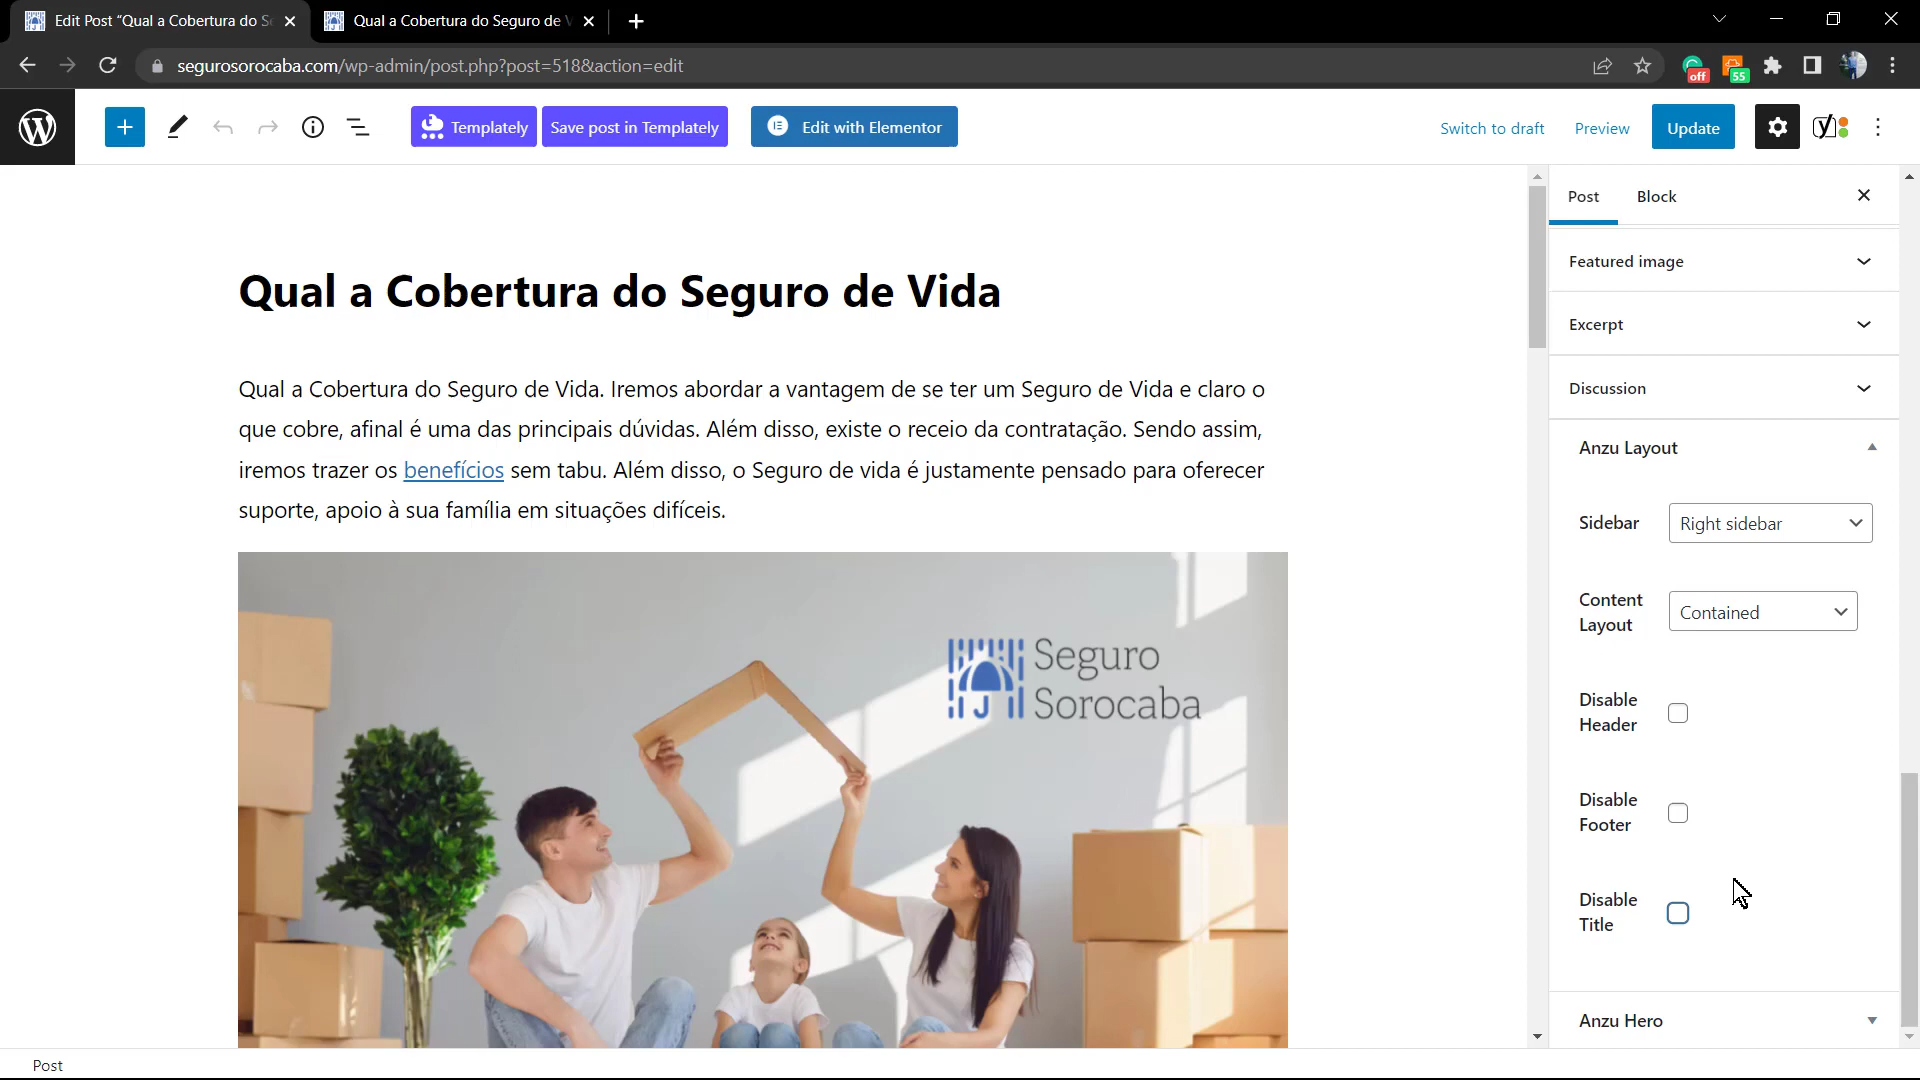 Edit Post “Qual a Cobertura do S
Qual a Cobertura do Seguro de V
segurosorocaba.com/wp-admin/post.php?post=518&action=edit
off
55
Templately
Save post in Templately
Edit with Elementor
Switch to draft
Preview
Update
Post
Block
Featured image
Excerpt
Discussion
Anzu Layout
Sidebar
Right sidebar
Content
Layout
Contained
Disable
Header
Disable
Footer
Disable
Title
Anzu Hero
Qual a Cobertura do Seguro de Vida
Qual a Cobertura do Seguro de Vida. Iremos abordar a vantagem de se ter um Seguro de Vida e claro o
que cobre, afinal é uma das principais dúvidas. Além disso, existe o receio da contratação. Sendo assim,
iremos trazer os benefícios sem tabu. Além disso, o Seguro de vida é justamente pensado para oferecer
suporte, apoio à sua família em situações difíceis.
Seguro
Sorocaba
Post